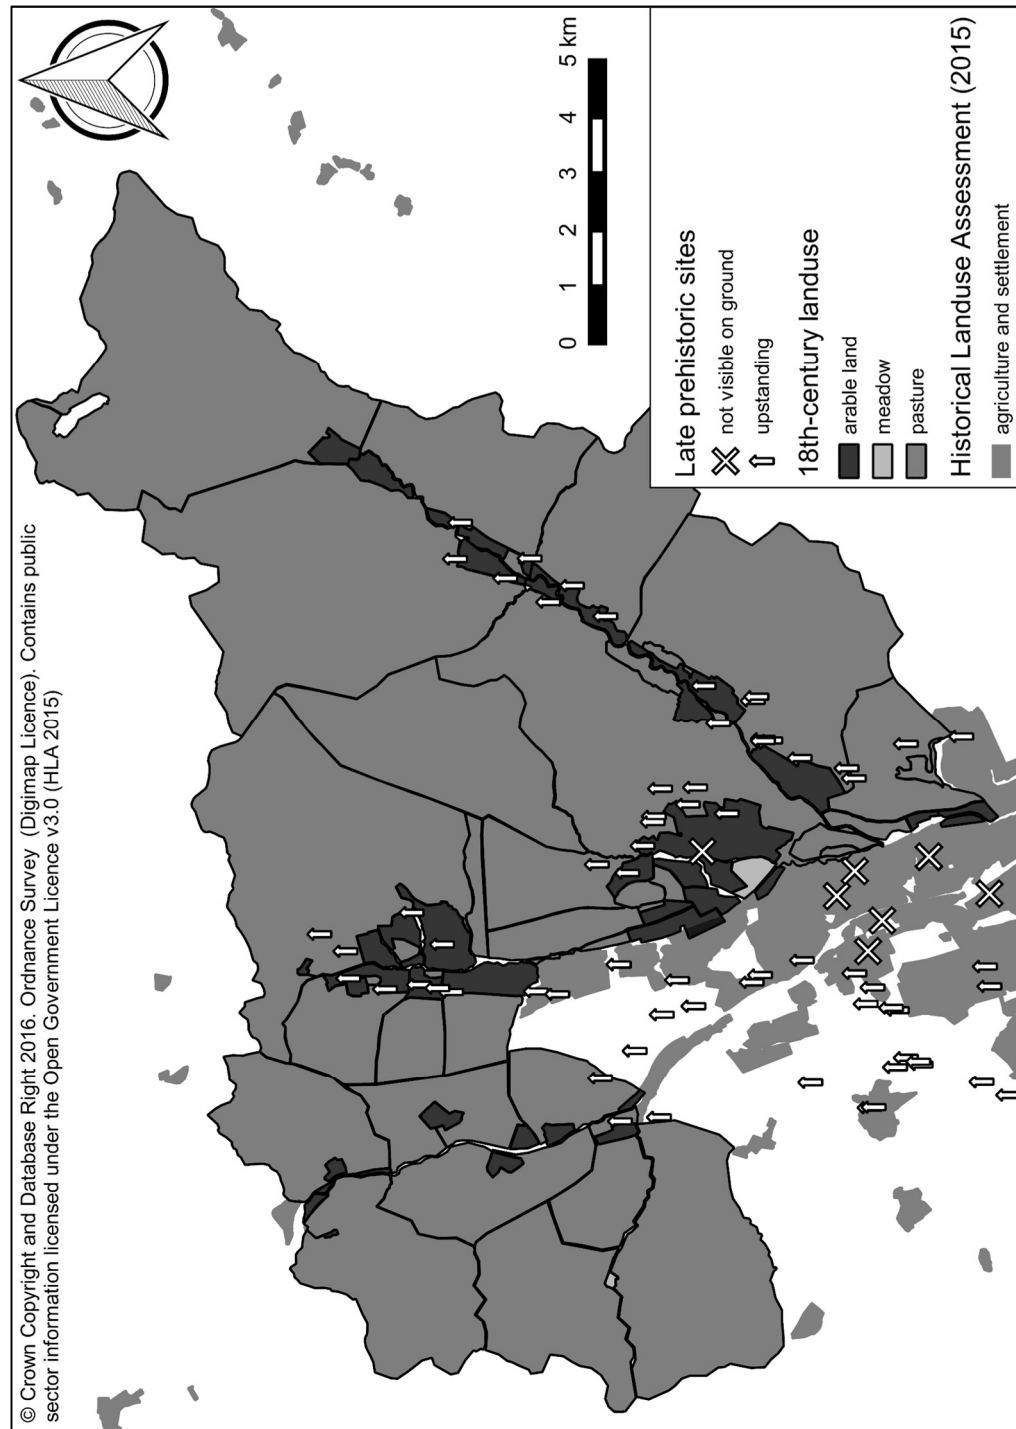 © Crown Copyright and Database Right 2016. Ordnance Survey (Digimap Licence). Contains public
sector information licensed under the Open Government Licence v3.0 (HLA 2015)
0 1 2 3 4 5 km
Late prehistoric sites
not visible on ground
upstanding
18th-century landuse
arable land
meadow
pasture
Historical Landuse Assessment (2015)
agriculture and settlement